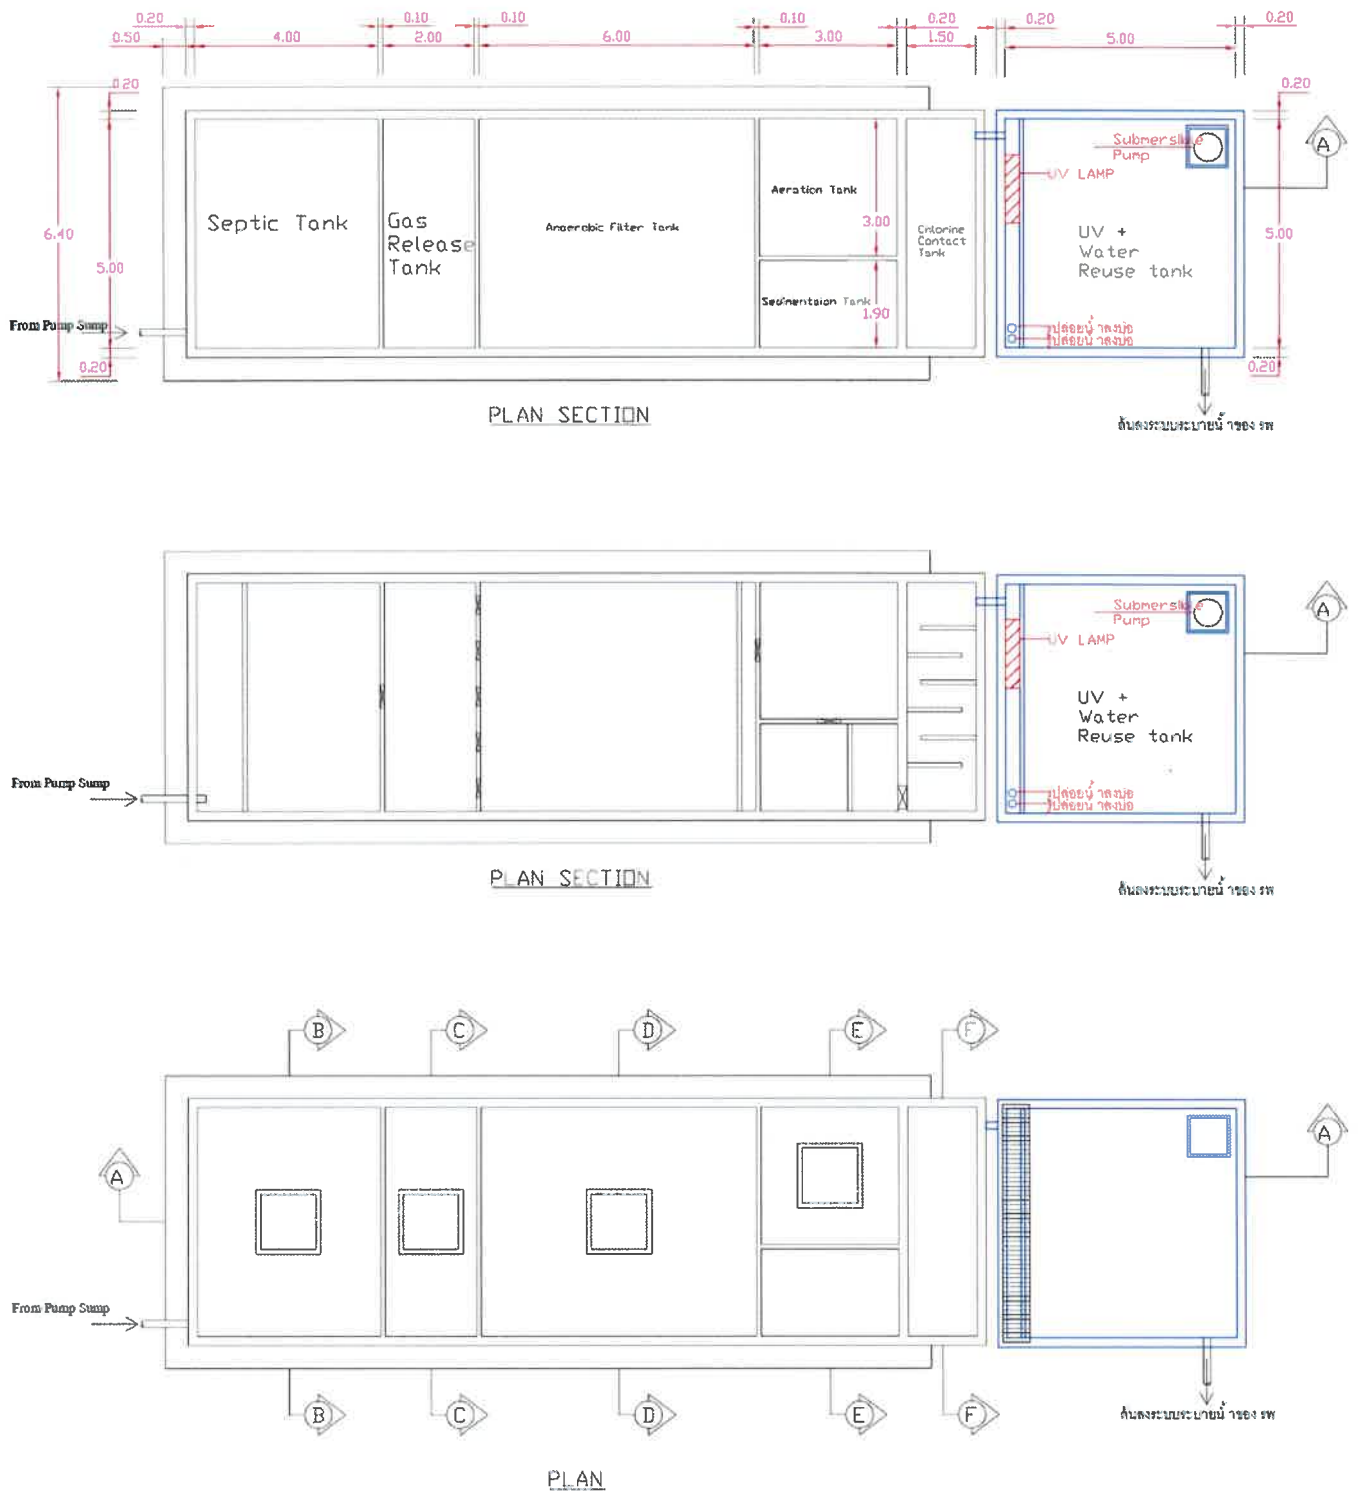 0.20 0.10 0.10 0.10 0.20 0.20 0.20
0.50 4.00 2.00 6.00 3.00 1.50 5.00
0.20 0.20
A
Submersible
Pump
UV LAMP
Aeration Tank
Septic Tank
Gas
Release
Tank
Anaerobic Filter Tank
3.00
Chlorine
Contact
Tank
UV +
Water
Reuse tank
6.40
5.00
5.00
Sedmentaion Tank
1.90
From Pump Sump
0.20
0.20
PLAN SECTION
Submersible
Pump
A
UV LAMP
UV +
Water
Reuse tank
From Pump Sump
PLAN SECTION
B C D E F
A
A
From Pump Sump
B C D E F
PLAN